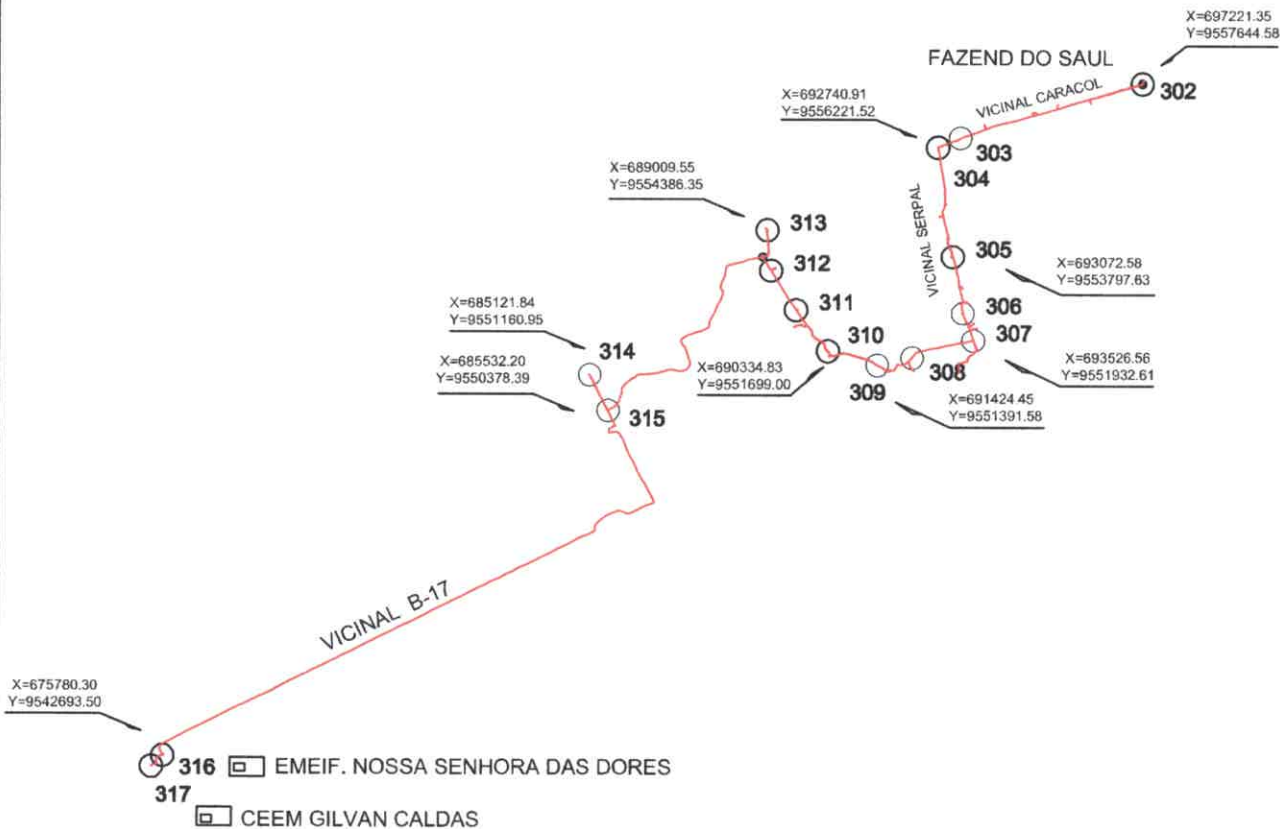 X=697221.35
Y=9557644.58
FAZEND DO SAUL
VICINAL CARACOL
302
X=692740.91
Y=9556221.52
303
304
X=689009.55
Y=9554386.35
313
VICINAL SERPAL
305
312
X=693072.58
Y=9553797.63
311
306
X=685121.84
Y=9551160.95
310
307
314
X=690334.83
Y=9551699.00
309
308
X=693526.56
Y=9551932.61
X=685532.20
Y=9550378.39
315
X=691424.45
Y=9551391.58
VICINAL B-17
X=675780.30
Y=9542693.50
316
EMEIF. NOSSA SENHORA DAS DORES
317
CEEM GILVAN CALDAS